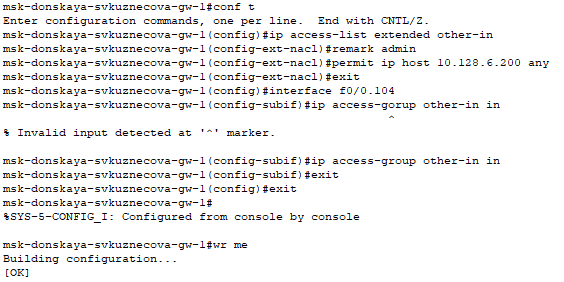 msk-donskaya-svkuznecova-gw-1#conf t
Enter configuration commands, one per line.  End with CNTL/Z.
msk-donskaya-svkuznecova-gw-1(config)#ip access-list extended other-in
msk-donskaya-svkuznecova-gw-1(config-ext-nacl)#remark admin
msk-donskaya-svkuznecova-gw-1(config-ext-nacl)#permit ip host 10.128.6.200 any
msk-donskaya-svkuznecova-gw-1(config-ext-nacl)#exit
msk-donskaya-svkuznecova-gw-1(config)#interface f0/0.104
msk-donskaya-svkuznecova-gw-1(config-subif)#ip access-gorup other-in in
^
% Invalid input detected at '^' marker.
msk-donskaya-svkuznecova-gw-1(config-subif)#ip access-group other-in in
msk-donskaya-svkuznecova-gw-1(config-subif)#exit
msk-donskaya-svkuznecova-gw-1(config)#exit
msk-donskaya-svkuznecova-gw-1#
%SYS-5-CONFIG_I: Configured from console by console
msk-donskaya-svkuznecova-gw-1#wr me
Building configuration...
[OK]